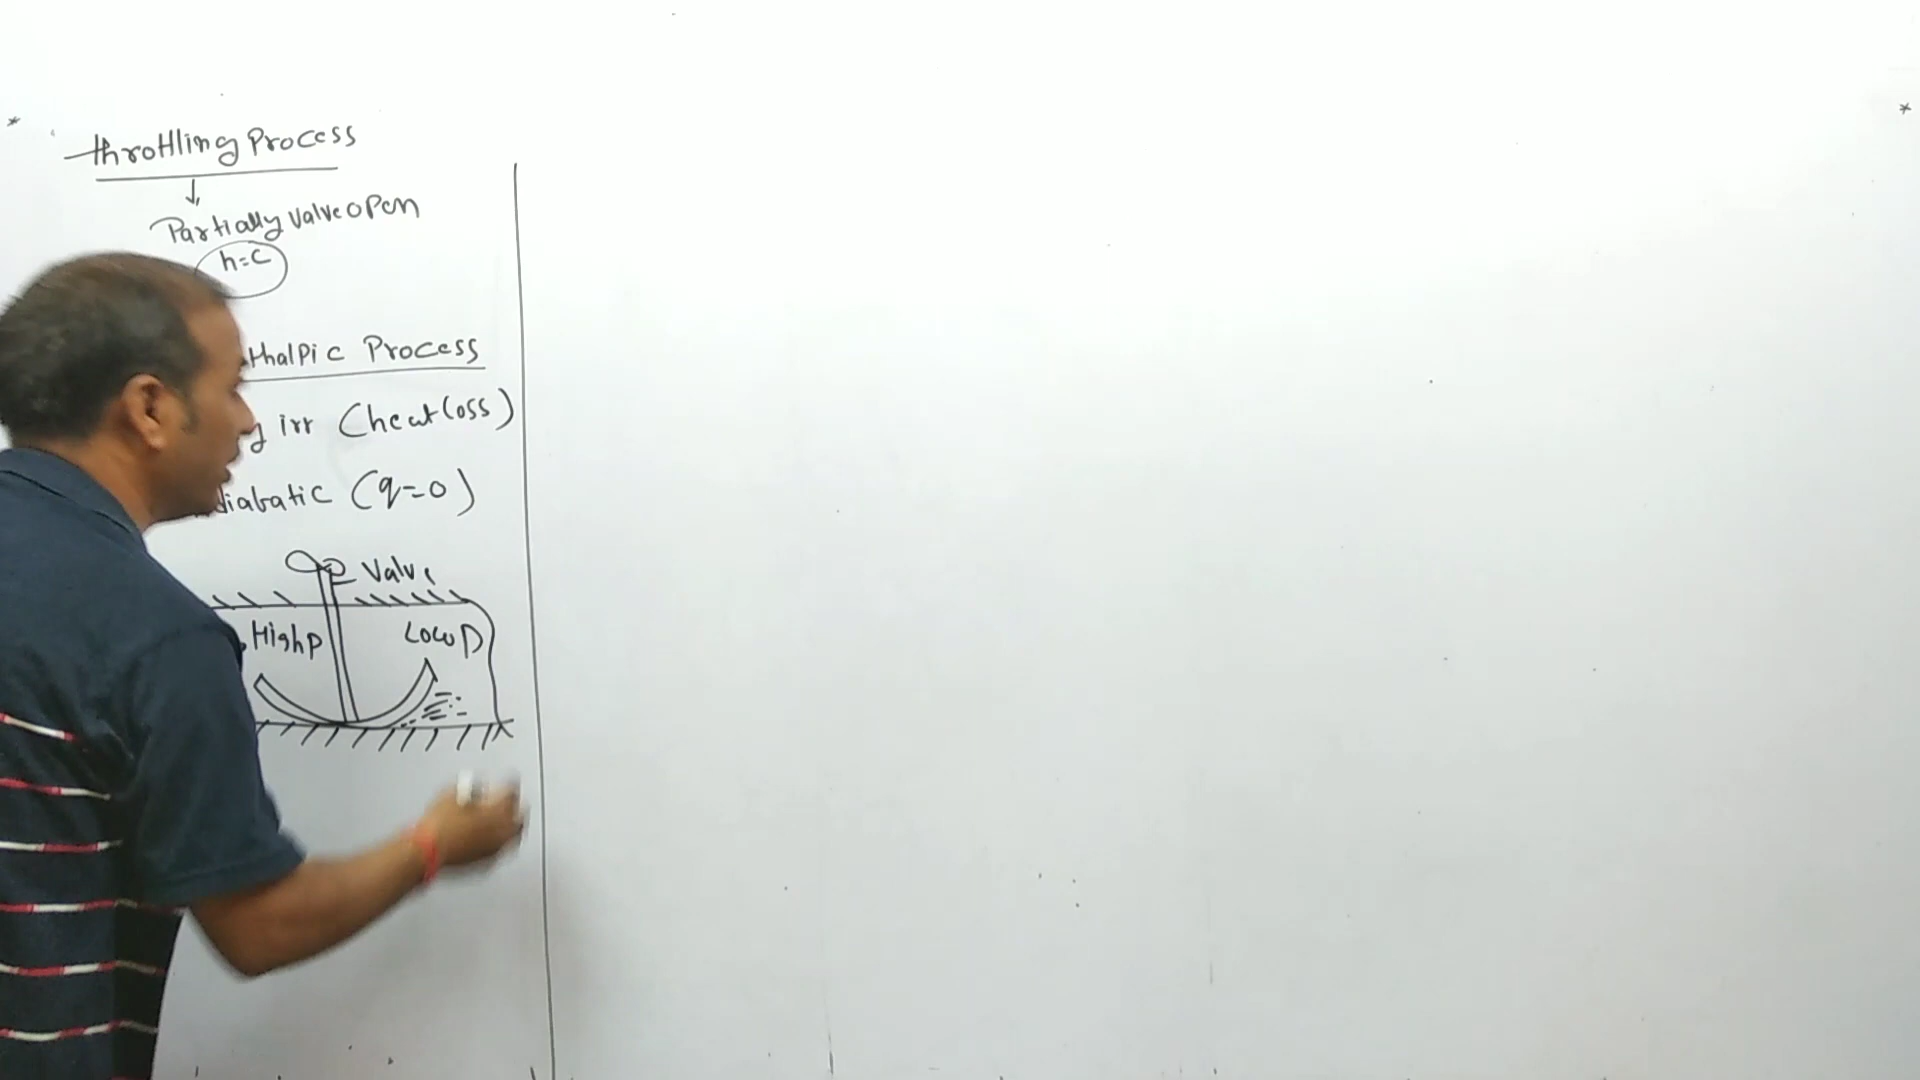 throttling Process
Partially valve open
h=C
thalpic Process
irr (heat loss)
diabatic (q=0)
Valve
High P
Low P